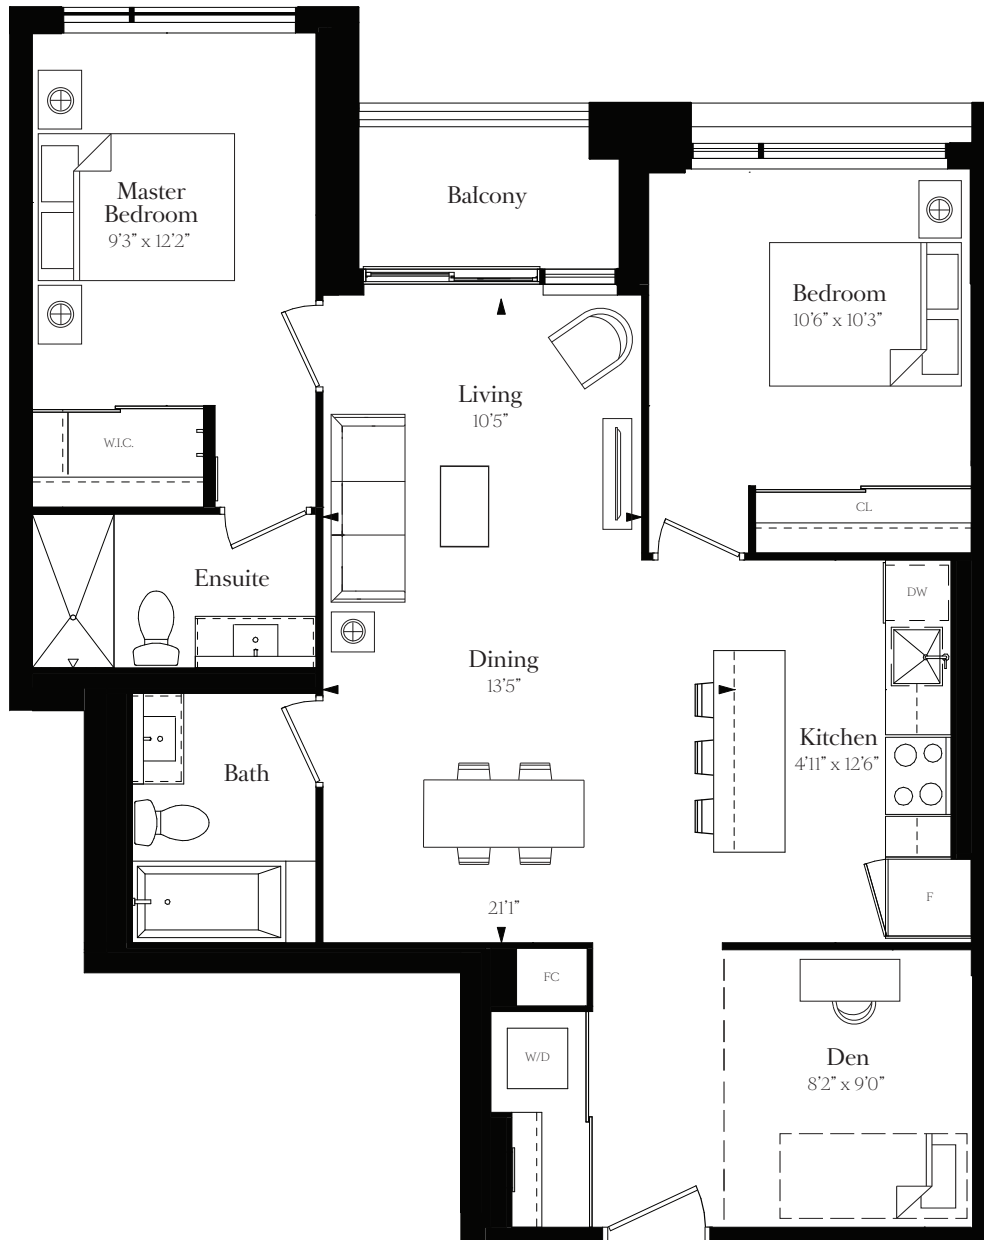 Master
Bedroom
9'3" x 12'2"
Balcony
Bedroom
10'6" x 10'3"
Living
10'5"
W.I.C.
CL
Ensuite
DW
Dining
13'5"
Kitchen
4'11" x 12'6"
Bath
21'1"
F
FC
W/D
Den
8'2" x 9'0"